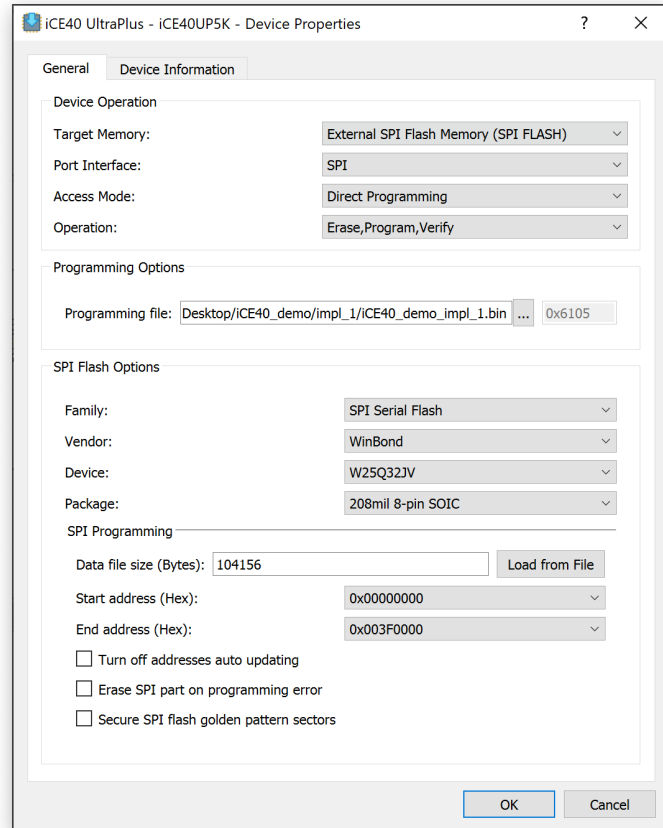 iCE40 UltraPlus - iCE40UP5K - Device Properties ? ×
General Device Information
Device Operation
Target Memory: External SPI Flash Memory (SPI FLASH)
Port Interface: SPI
Access Mode: Direct Programming
Operation: Erase,Program,Verify
Programming Options
Programming file: Desktop/iCE40_demo/impl_1/iCE40_demo_impl_1.bin ... 0x6105
SPI Flash Options
Family: SPI Serial Flash
Vendor: WinBond
Device: W25Q32JV
Package: 208mil 8-pin SOIC
SPI Programming
Data file size (Bytes): 104156 Load from File
Start address (Hex): 0x00000000
End address (Hex): 0x003F0000
Turn off addresses auto updating
Erase SPI part on programming error
Secure SPI flash golden pattern sectors
OK Cancel